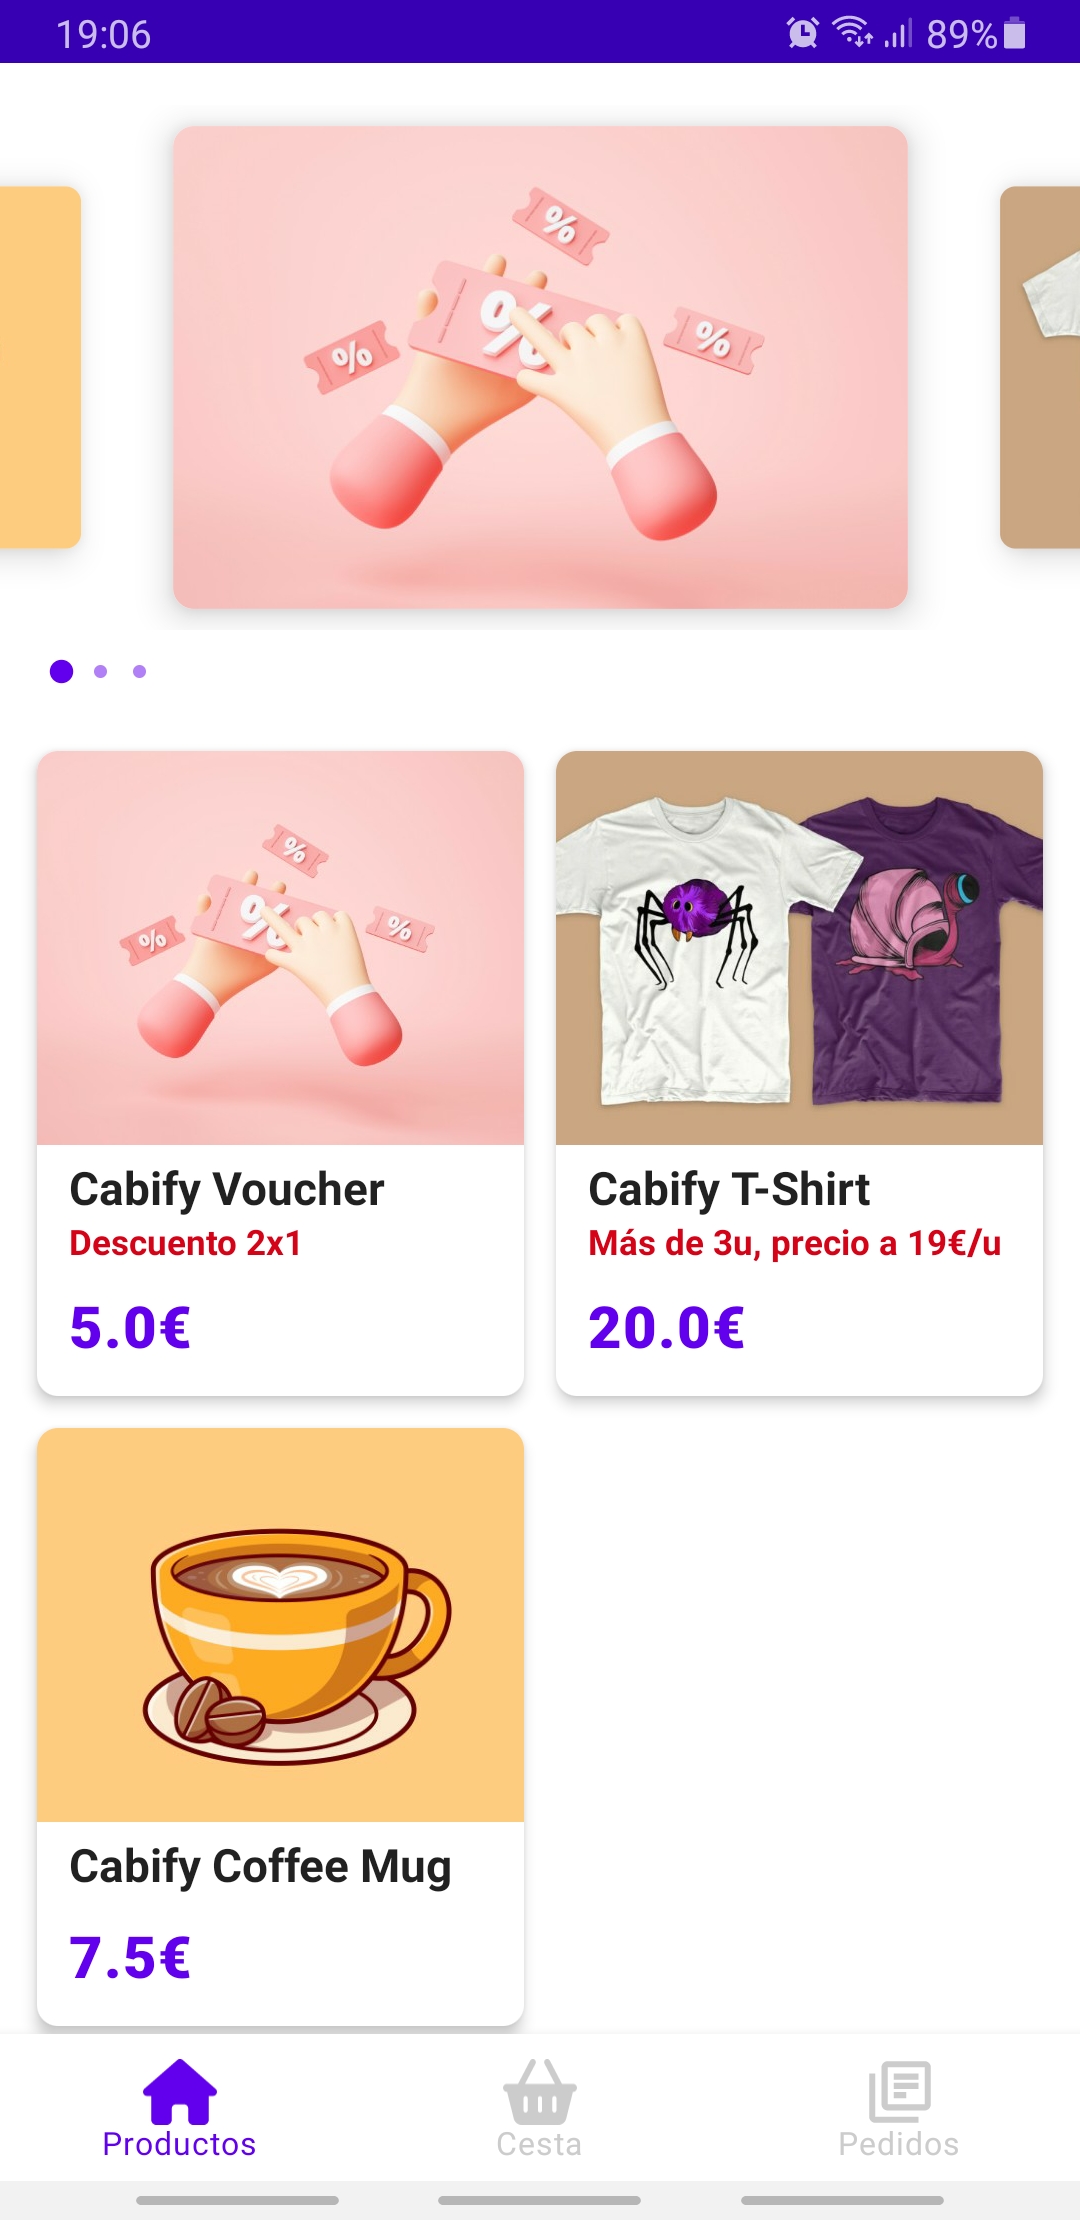 19:06 89%
%
%
%
%
%
%
%
%
Cabify Voucher
Descuento 2x1
5.0€
Cabify T-Shirt
Más de 3u, precio a 19€/u
20.0€
Cabify Coffee Mug
7.5€
Productos
Cesta
Pedidos